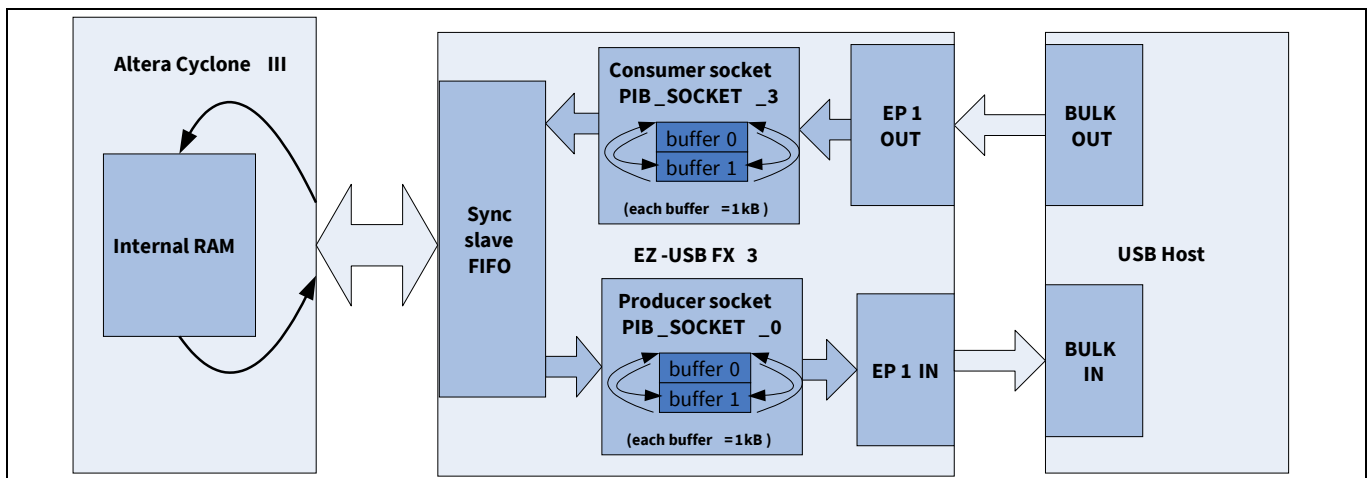 Altera Cyclone III
Internal RAM
Sync
slave
FIFO
Consumer socket
PIB_SOCKET_3
buffer 0
buffer 1
(each buffer =1kB)
EZ-USB FX 3
Producer socket
PIB_SOCKET_0
buffer 0
buffer 1
(each buffer =1kB)
EP 1
OUT
EP 1 IN
BULK
OUT
USB Host
BULK
IN